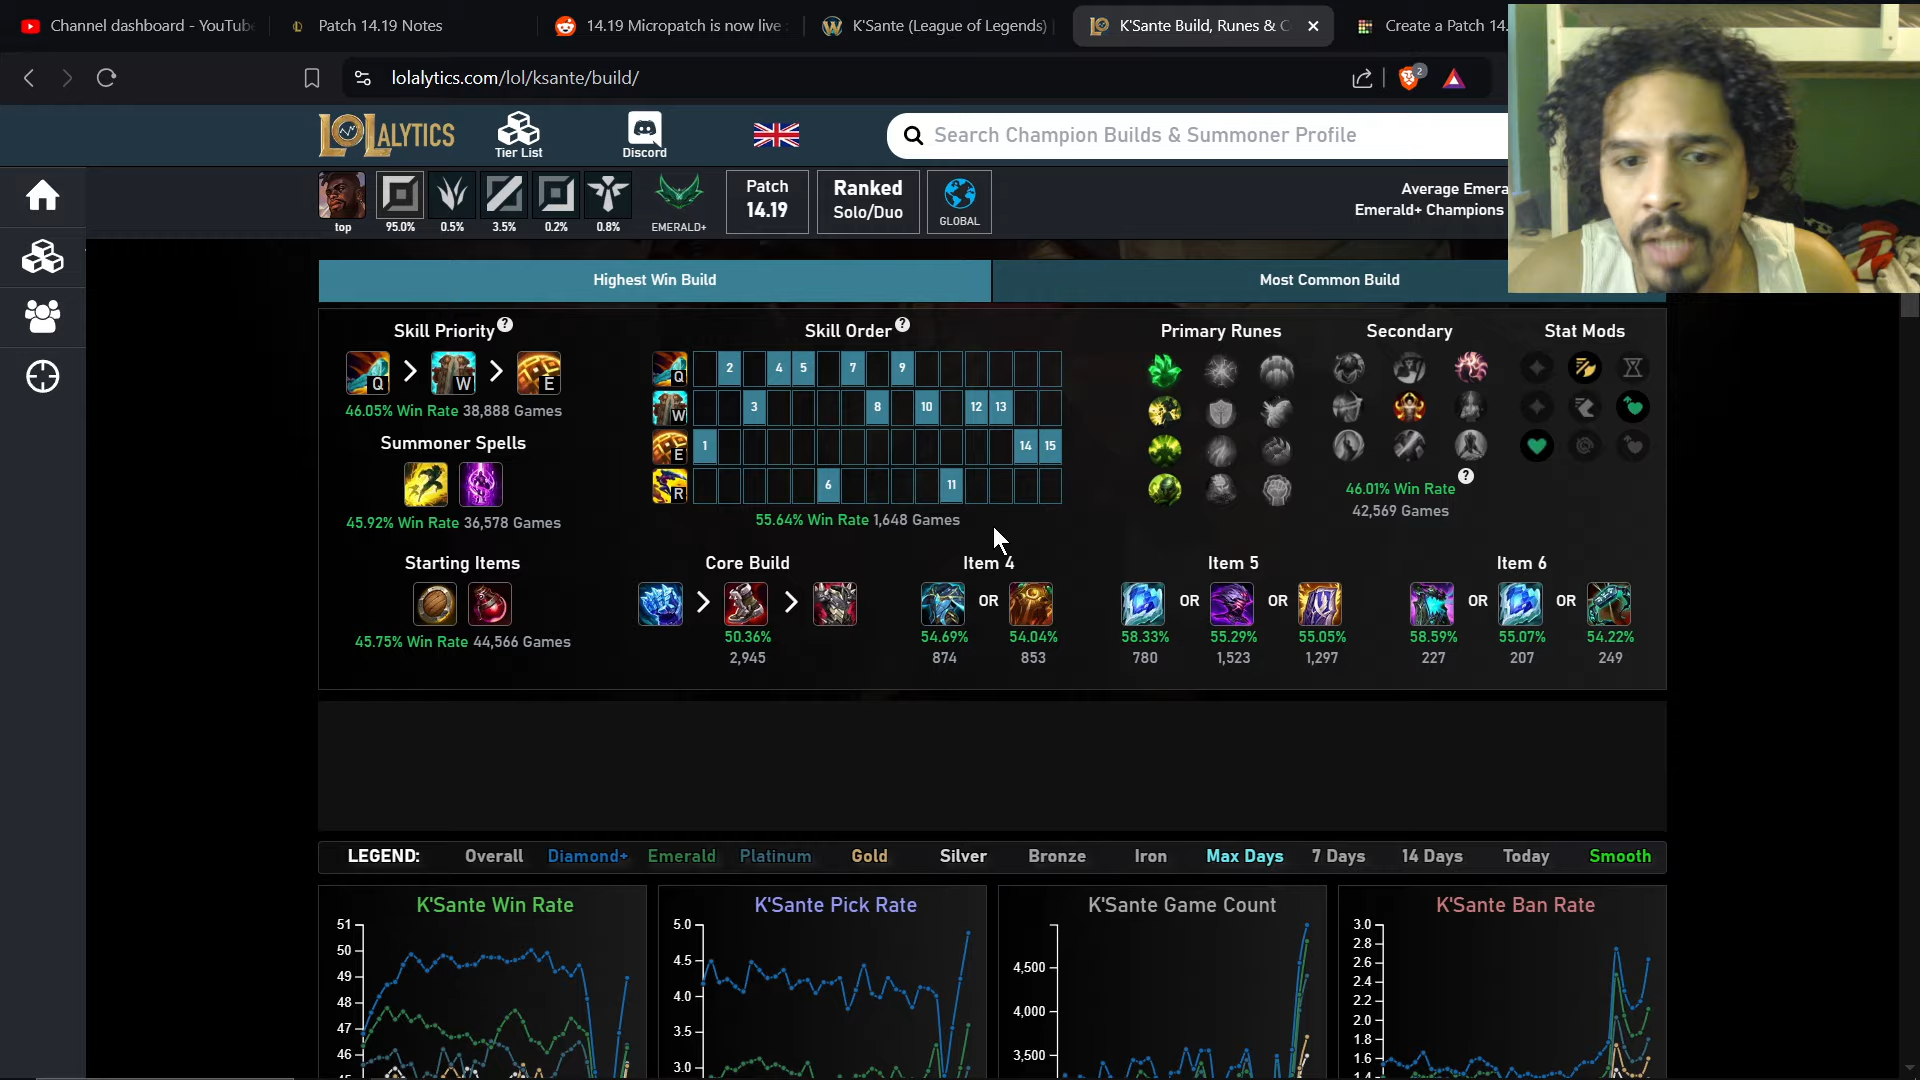 Channel dashboard - YouTube
Patch 14.19 Notes
14.19 Micropatch is now live :
K'Sante (League of Legends)
K'Sante Build, Runes & C
Create a Patch 14.
lolalytics.com/lol/ksante/build/
2
LOLALYTICS
Tier List
Discord
Search Champion Builds & Summoner Profile
top
95.0%
0.5%
3.5%
0.2%
0.8%
EMERALD+
Patch
14.19
Ranked
Solo/Duo
GLOBAL
Average Emera
Emerald+ Champions
Highest Win Build
Most Common Build
Skill Priority ?
Skill Order ?
Primary Runes
Secondary
Stat Mods
Q > W > E
46.05% Win Rate 38,888 Games
Q 2 4 5 7 9
W 3 8 10 12 13
E 1 14 15
R 6 11
55.64% Win Rate 1,648 Games
Summoner Spells
45.92% Win Rate 36,578 Games
46.01% Win Rate ?
42,569 Games
Starting Items
45.75% Win Rate 44,566 Games
Core Build
50.36%
2,945
Item 4
OR
54.69% 54.04%
874 853
Item 5
OR OR
58.33% 55.29% 55.05%
780 1,523 1,297
Item 6
OR OR
58.59% 55.07% 54.22%
227 207 249
LEGEND: Overall Diamond+ Emerald Platinum Gold Silver Bronze Iron Max Days 7 Days 14 Days Today Smooth
K'Sante Win Rate
51
50
49
48
47
46
K'Sante Pick Rate
5.0
4.5
4.0
3.5
3.0
K'Sante Game Count
4,500
4,000
3,500
K'Sante Ban Rate
3.0
2.8
2.6
2.4
2.2
2.0
1.8
1.6